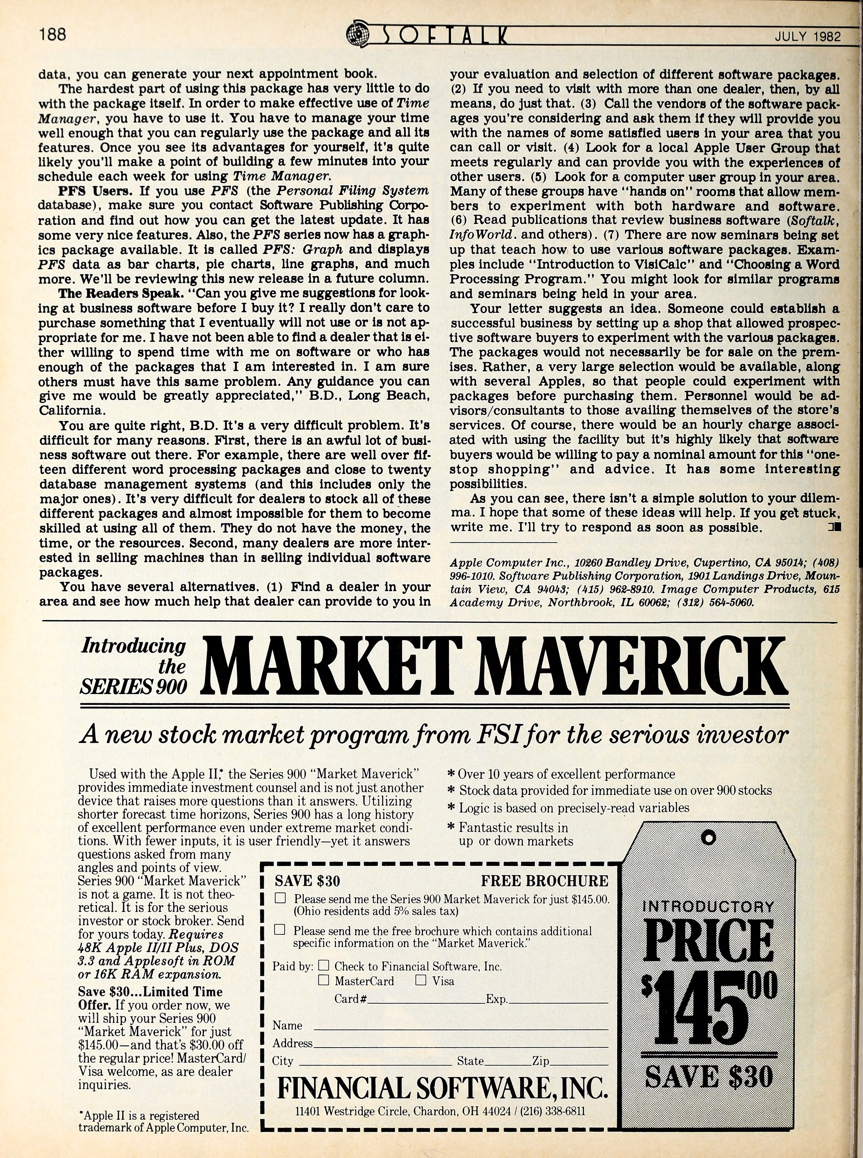 188
SOFTALK
JULY 1982
data, you can generate your next appointment book.
The hardest part of using this package has very little to do
with the package itself. In order to make effective use of Time
Manager, you have to use it. You have to manage your time
well enough that you can regularly use the package and all its
features. Once you see its advantages for yourself, it's quite
likely you'll make a point of building a few minutes into your
schedule each week for using Time Manager.
PFS Users. If you use PFS (the Personal Filing System
database), make sure you contact Software Publishing Corpo-
ration and find out how you can get the latest update. It has
some very nice features. Also, the PFS series now has a graph-
ics package available. It is called PFS: Graph and displays
PFS data as bar charts, pie charts, line graphs, and much
more. We'll be reviewing this new release in a future column.
The Readers Speak. "Can you give me suggestions for look-
ing at business software before I buy it? I really don't care to
purchase something that I eventually will not use or is not ap-
propriate for me. I have not been able to find a dealer that is ei-
ther willing to spend time with me on software or who has
enough of the packages that I am interested in. I am sure
others must have this same problem. Any guidance you can
give me would be greatly appreciated," B.D., Long Beach,
California.
You are quite right, B.D. It's a very difficult problem. It's
difficult for many reasons. First, there is an awful lot of busi-
ness software out there. For example, there are well over fif-
teen different word processing packages and close to twenty
database management systems (and this includes only the
major ones). It's very difficult for dealers to stock all of these
different packages and almost impossible for them to become
skilled at using all of them. They do not have the money, the
time, or the resources. Second, many dealers are more inter-
ested in selling machines than in selling individual software
packages.
You have several alternatives. (1) Find a dealer in your
area and see how much help that dealer can provide to you in
your evaluation and selection of different software packages.
(2) If you need to visit with more than one dealer, then, by all
means, do just that. (3) Call the vendors of the software pack-
ages you're considering and ask them if they will provide you
with the names of some satisfied users in your area that you
can call or visit. (4) Look for a local Apple User Group that
meets regularly and can provide you with the experiences of
other users. (5) Look for a computer user group in your area.
Many of these groups have "hands on" rooms that allow mem-
bers to experiment with both hardware and software.
(6) Read publications that review business software (Softalk,
InfoWorld. and others). (7) There are now seminars being set
up that teach how to use various software packages. Exam-
ples include "Introduction to VisiCalc" and "Choosing a Word
Processing Program." You might look for similar programs
and seminars being held in your area.
Your letter suggests an idea. Someone could establish a
successful business by setting up a shop that allowed prospec-
tive software buyers to experiment with the various packages.
The packages would not necessarily be for sale on the prem-
ises. Rather, a very large selection would be available, along
with several Apples, so that people could experiment with
packages before purchasing them. Personnel would be ad-
visors/consultants to those availing themselves of the store's
services. Of course, there would be an hourly charge associ-
ated with using the facility but it's highly likely that software
buyers would be willing to pay a nominal amount for this "one-
stop shopping" and advice. It has some interesting
possibilities.
As you can see, there isn't a simple solution to your dilem-
ma. I hope that some of these ideas will help. If you get stuck,
write me. I'll try to respond as soon as possible.
Apple Computer Inc., 10260 Bandley Drive, Cupertino, CA 95014; (408)
996-1010. Software Publishing Corporation, 1901 Landings Drive, Moun-
tain View, CA 94043; (415) 962-8910. Image Computer Products, 615
Academy Drive, Northbrook, IL 60062; (312) 564-5060.
Introducing
the
SERIES 900
MARKET MAVERICK
A new stock market program from FSI for the serious investor
Used with the Apple II,* the Series 900 "Market Maverick"
provides immediate investment counsel and is not just another
device that raises more questions than it answers. Utilizing
shorter forecast time horizons, Series 900 has a long history
of excellent performance even under extreme market condi-
tions. With fewer inputs, it is user friendly—yet it answers
questions asked from many
angles and points of view.
Series 900 "Market Maverick"
is not a game. It is not theo-
retical. It is for the serious
investor or stock broker. Send
for yours today. Requires
48K Apple II/II Plus, DOS
3.3 and Applesoft in ROM
or 16K RAM expansion.
Save $30...Limited Time
Offer. If you order now, we
will ship your Series 900
"Market Maverick" for just
$145.00—and that's $30.00 off
the regular price! MasterCard/
Visa welcome, as are dealer
inquiries.
*Apple II is a registered
trademark of Apple Computer, Inc.
* Over 10 years of excellent performance
* Stock data provided for immediate use on over 900 stocks
* Logic is based on precisely-read variables
* Fantastic results in
up or down markets
SAVE $30 FREE BROCHURE
Please send me the Series 900 Market Maverick for just $145.00.
(Ohio residents add 5% sales tax)
Please send me the free brochure which contains additional
specific information on the "Market Maverick."
Paid by: Check to Financial Software, Inc.
MasterCard Visa
Card# Exp.
Name
Address
City State Zip
FINANCIAL SOFTWARE, INC.
11401 Westridge Circle, Chardon, OH 44024 / (216) 338-6811
INTRODUCTORY
PRICE
$145.00
SAVE $30